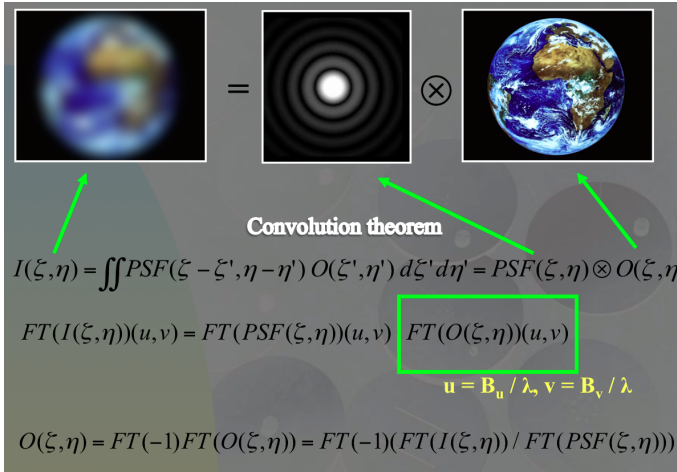 = ⊗
Convolution theorem
I(ζ,η) = ∬PSF(ζ − ζ',η − η') O(ζ',η') dζ'dη' = PSF(ζ,η) ⊗ O(ζ,η
FT(I(ζ,η))(u,v) = FT(PSF(ζ,η))(u,v) FT(O(ζ,η))(u,v)
u = B_u / λ, v = B_v / λ
O(ζ,η) = FT(−1)FT(O(ζ,η)) = FT(−1)(FT(I(ζ,η)) / FT(PSF(ζ,η)))